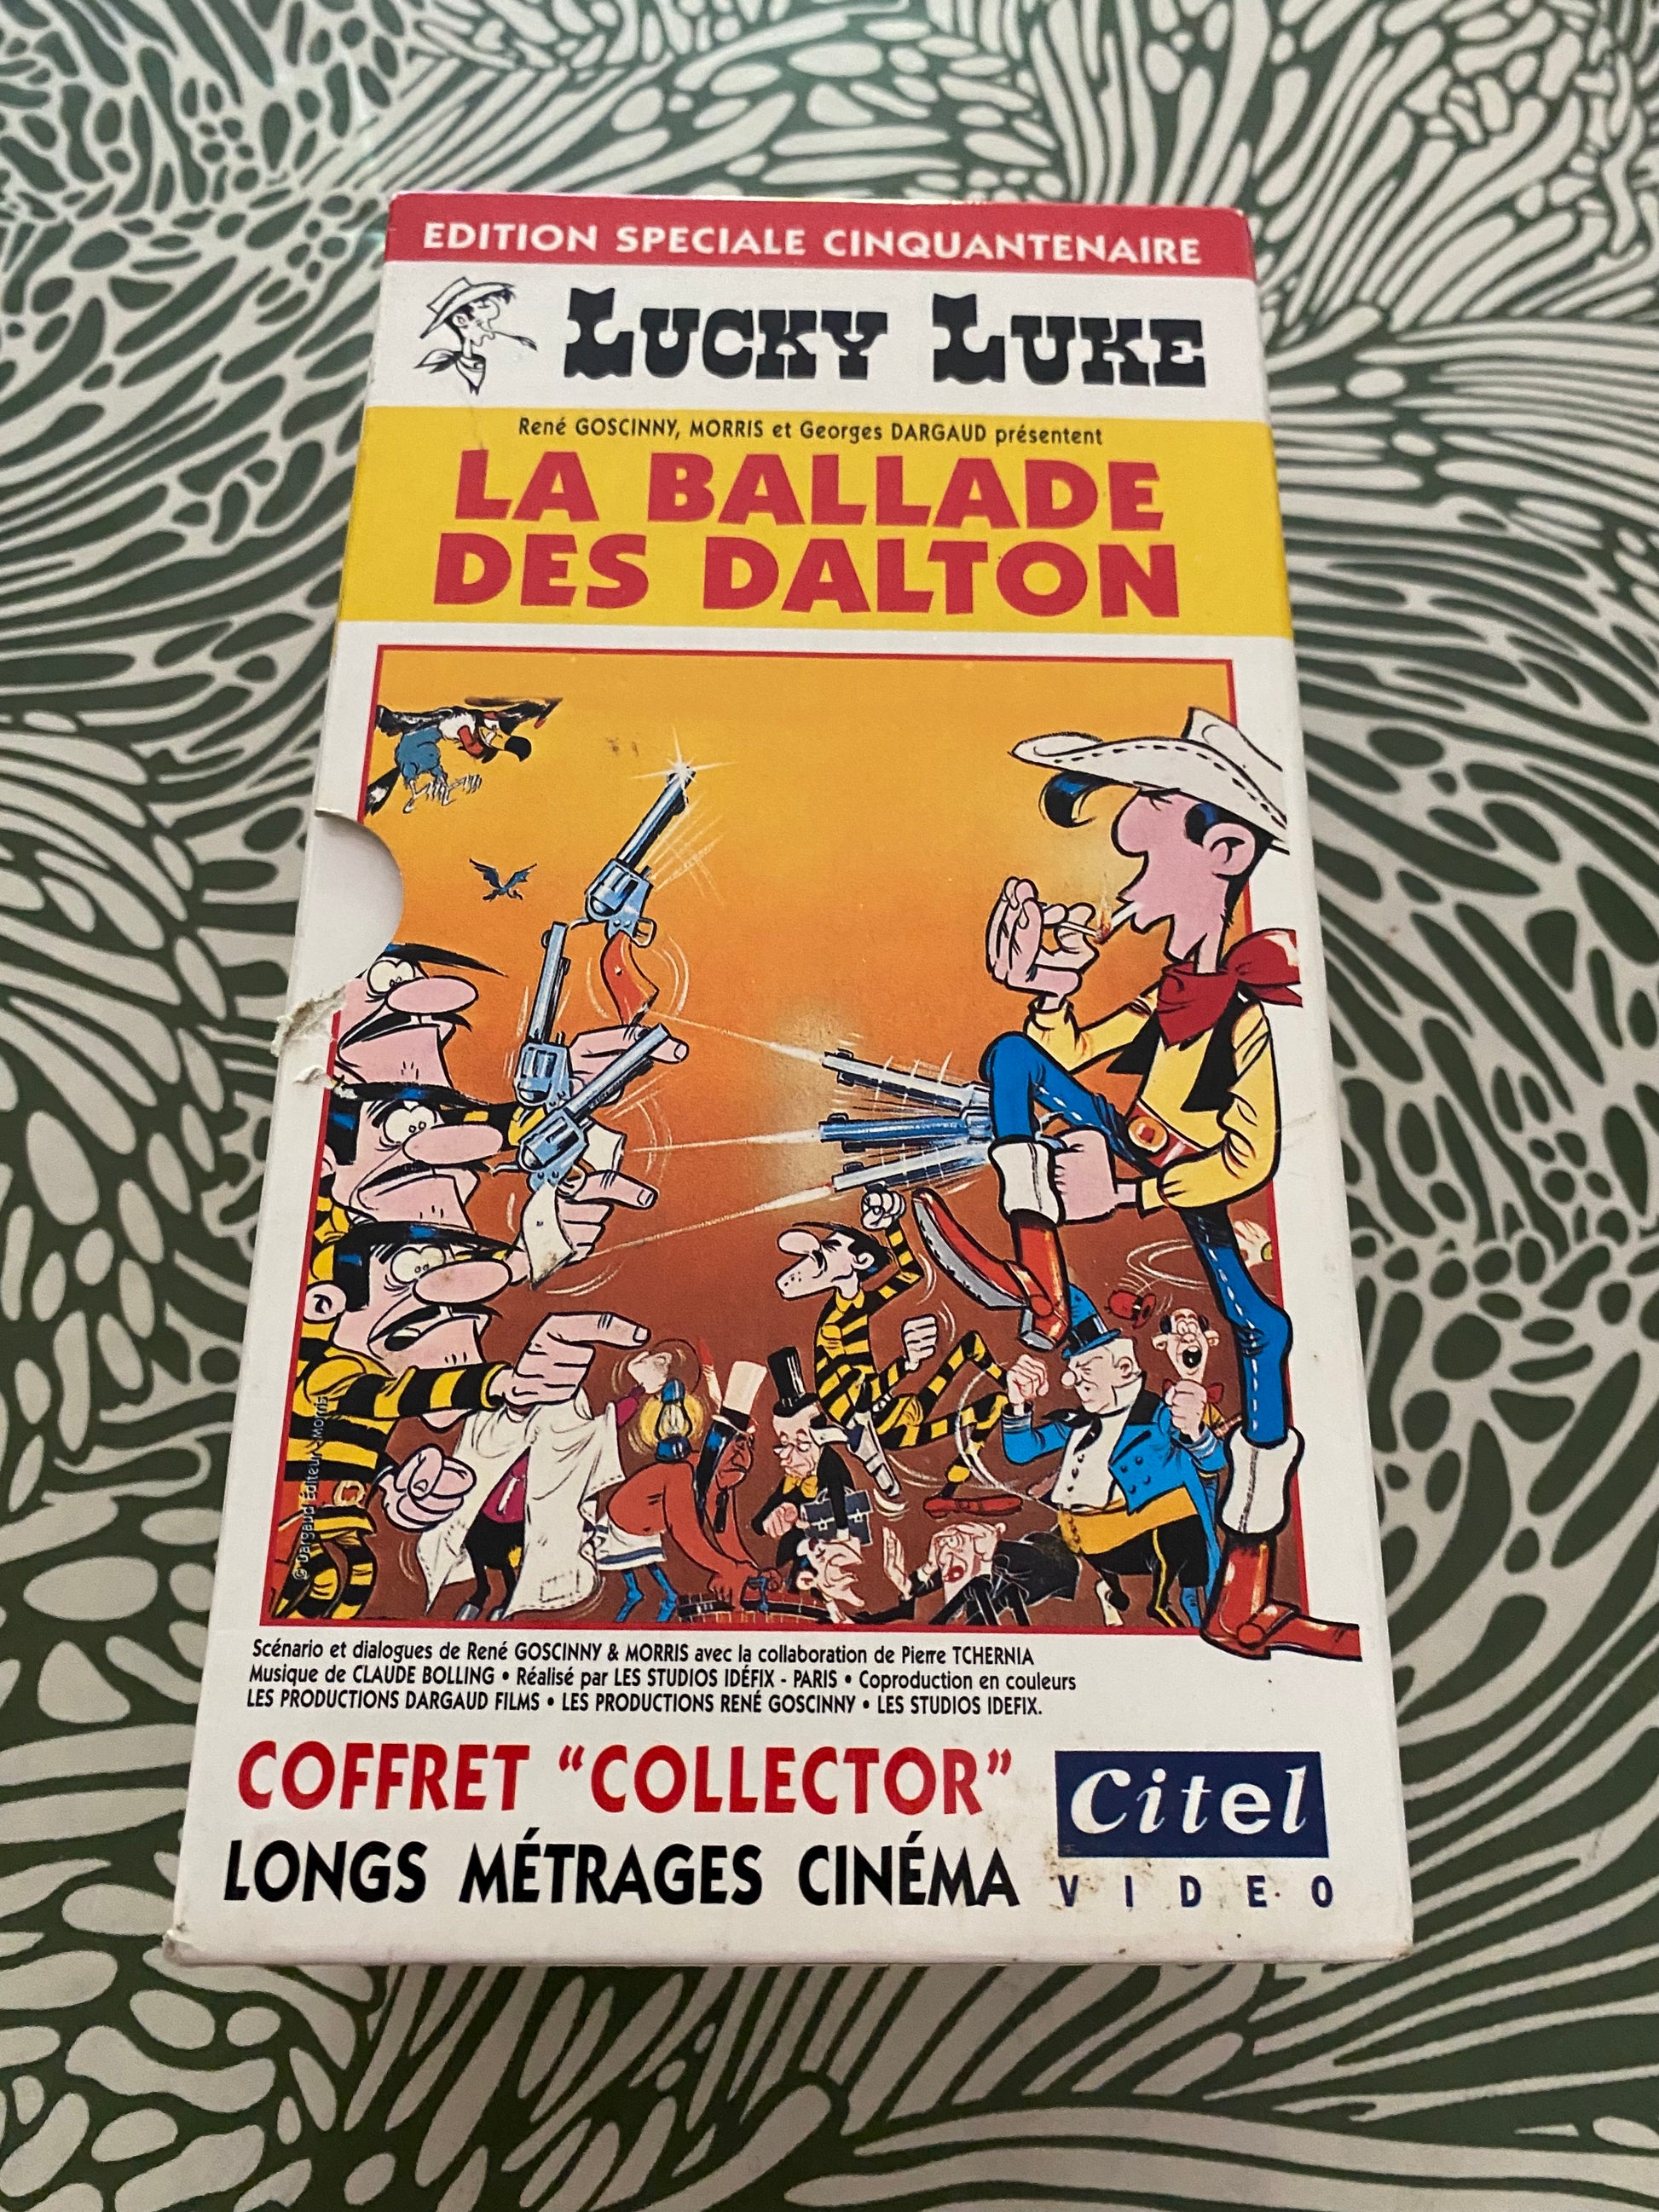 EDITION SPECIALE CINQUANTENAIRE
LUCKY LUKE
René GOSCINNY, MORRIS et Georges DARGAUD présentent
LA BALLADE
DES DALTON
© Dargaud Editeur / Morris
Scénario et dialogues de René GOSCINNY & MORRIS avec la collaboration de Pierre TCHERNIA
Musique de CLAUDE BOLLING • Réalisé par LES STUDIOS IDÉFIX - PARIS • Coproduction en couleurs
LES PRODUCTIONS DARGAUD FILMS • LES PRODUCTIONS RENÉ GOSCINNY • LES STUDIOS IDEFIX.
COFFRET “COLLECTOR”
LONGS MÉTRAGES CINÉMA
Citel
VIDEO